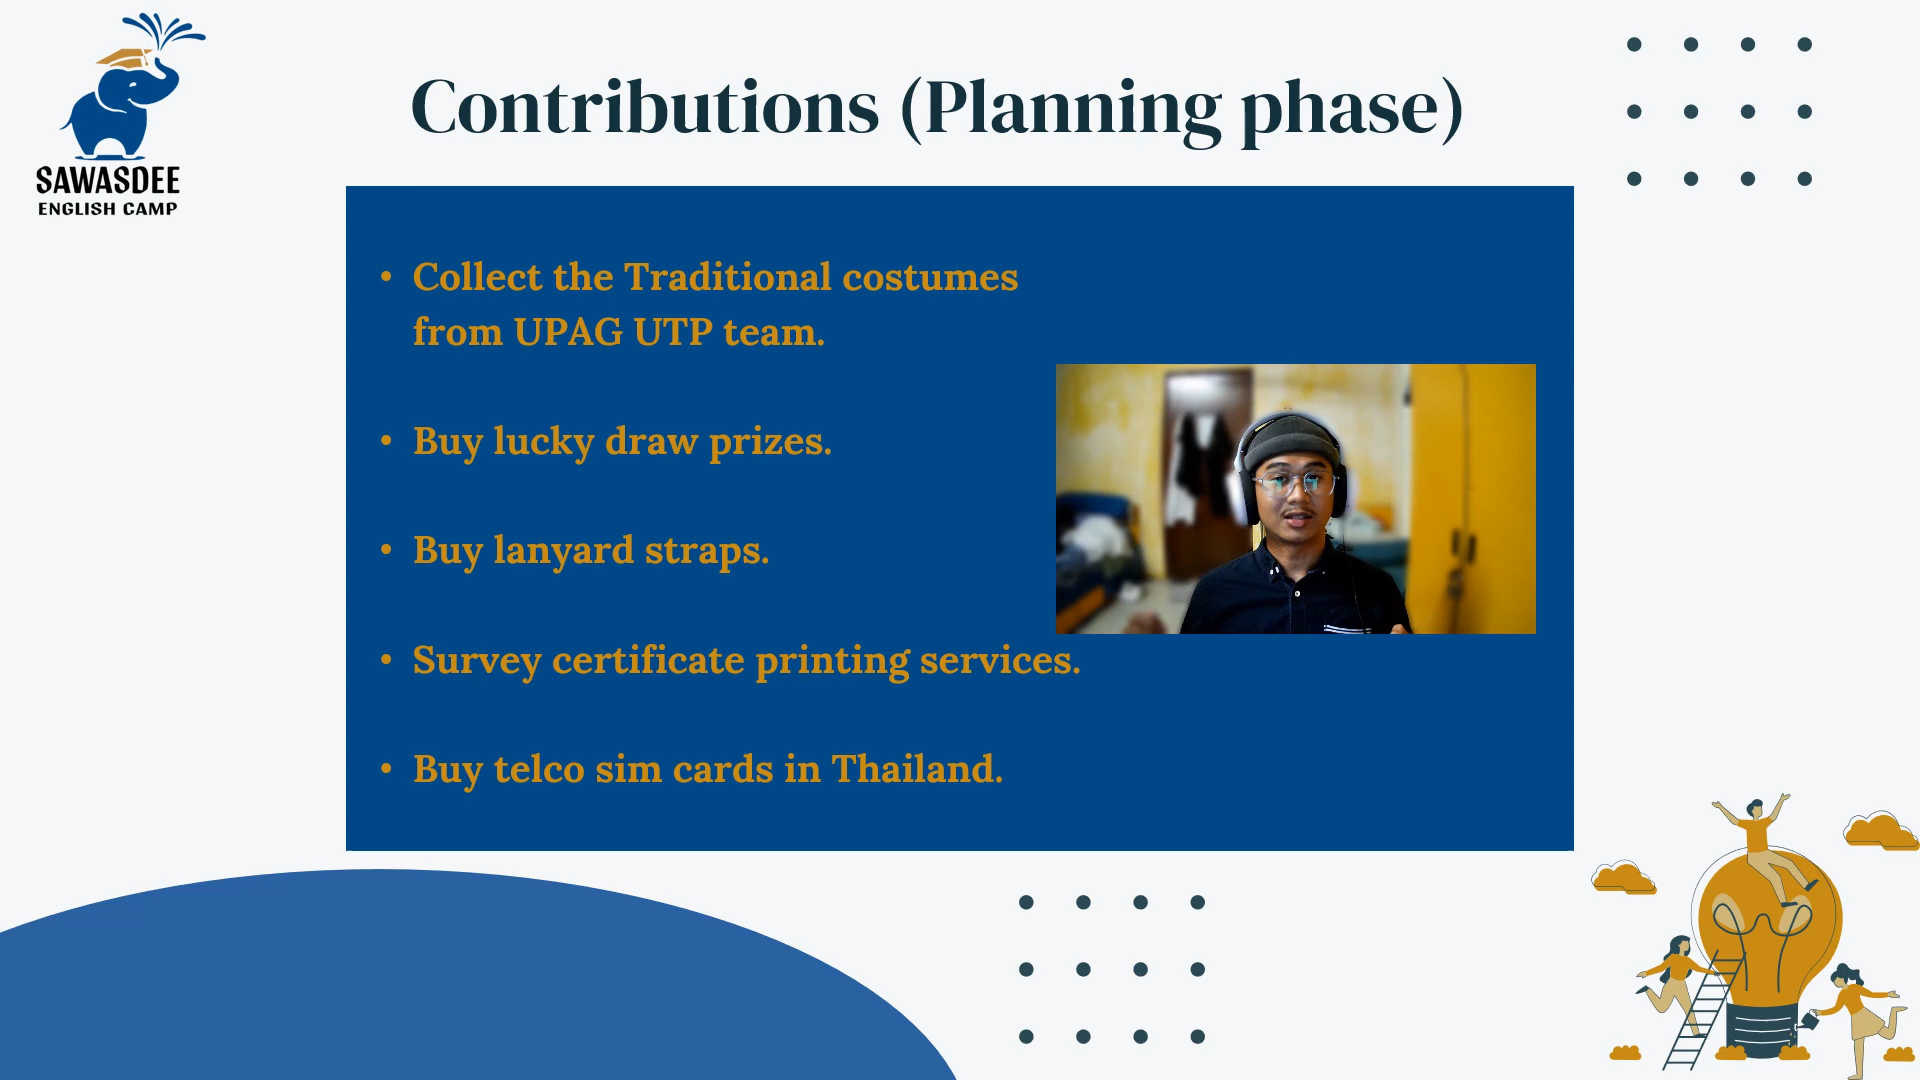 SAWASDEE
ENGLISH CAMP
Contributions (Planning phase)
• Collect the Traditional costumes
from UPAG UTP team.
• Buy lucky draw prizes.
• Buy lanyard straps.
• Survey certificate printing services.
• Buy telco sim cards in Thailand.